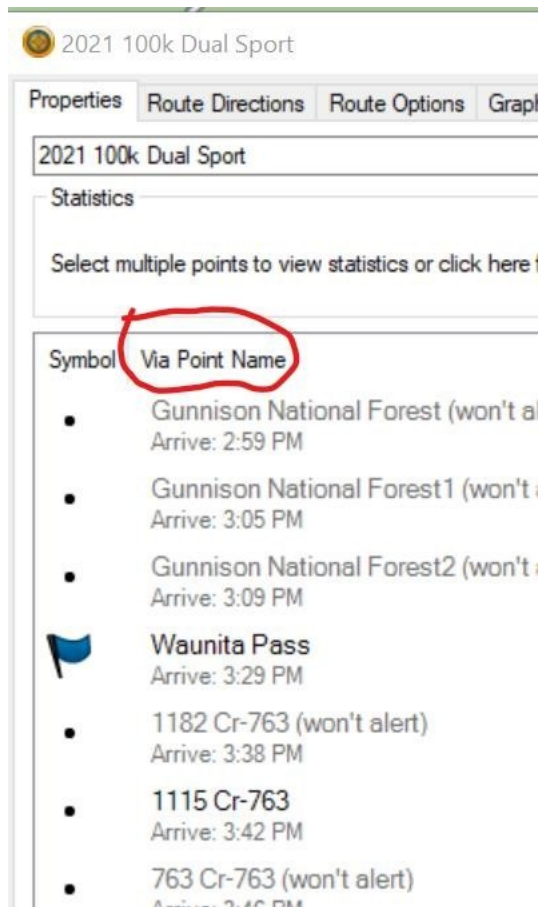 2021 100k Dual Sport
Properties Route Directions Route Options
2021 100k Dual Sport
Statistics
Select multiple points to view statistics or click here
Symbol Via Point Name
Gunnison National Forest (won't
Arrive: 2:59 PM
Gunnison National Forest1 (won't
Arrive: 3:05 PM
Gunnison National Forest2 (won't
Arrive: 3:09 PM
Waunita Pass
Arrive: 3:29 PM
1182 Cr-763 (won't alert)
Arrive: 3:38 PM
1115 Cr-763
Arrive: 3:42 PM
763 Cr-763 (won't alert)
Arrive: 3:46 PM